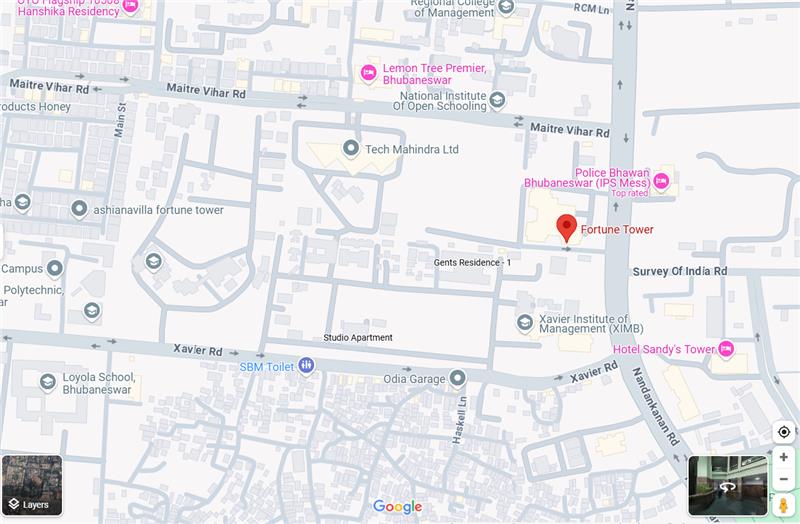 OYO Flagship 10508
Hanshika Residency
Regional College
of Management
RCM Ln
Lemon Tree Premier,
Bhubaneswar
Maitre Vihar Rd
Maitre Vihar Rd
National Institute
Of Open Schooling
Products Honey
Main St
Maitre Vihar Rd
Tech Mahindra Ltd
Police Bhawan
Bhubaneswar (IPS Mess)
Top rated
ashianavilla fortune tower
Fortune Tower
Campus
Gents Residence - 1
Survey Of India Rd
Polytechnic,
Xavier Institute of
Management (XIMB)
Studio Apartment
Xavier Rd
Hotel Sandy's Tower
SBM Toilet
Loyola School,
Bhubaneswar
Odia Garage
Xavier Rd
Nandankanan Rd
Haskell Ln
Layers
Google